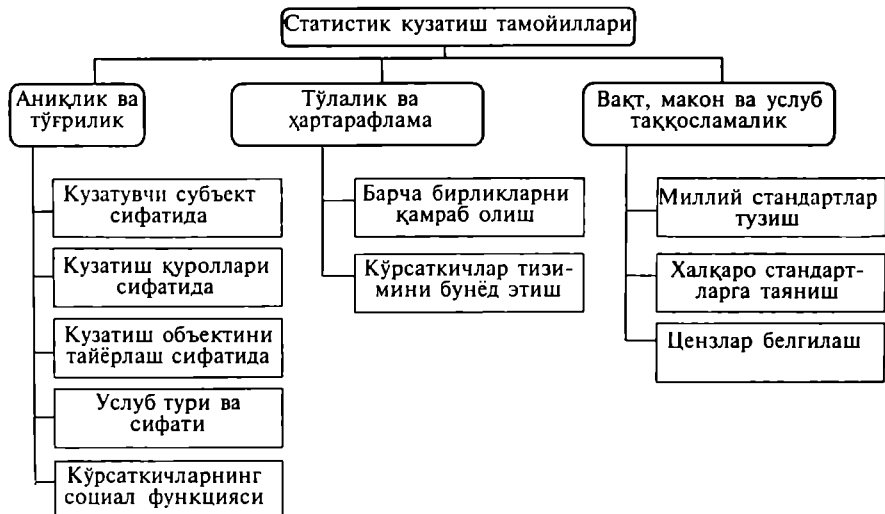 Статистик кузатиш тамойиллари
Аниқлик ва
тўғрилик
Кузатувчи субъект
сифатида
Кузатиш қуроллари
сифатида
Кузатиш объектини
тайёрлаш сифатида
Услуб тури ва
сифати
Кўрсаткичларнинг
социал функцияси
Тўлалик ва
ҳартарафлама
Барча бирликларни
қамраб олиш
Кўрсаткичлар тизи-
мини бунёд этиш
Вақт, макон ва услуб
таққосламалик
Миллий стандартлар
тузиш
Халқаро стандарт-
ларга таяниш
Цензлар белгилаш